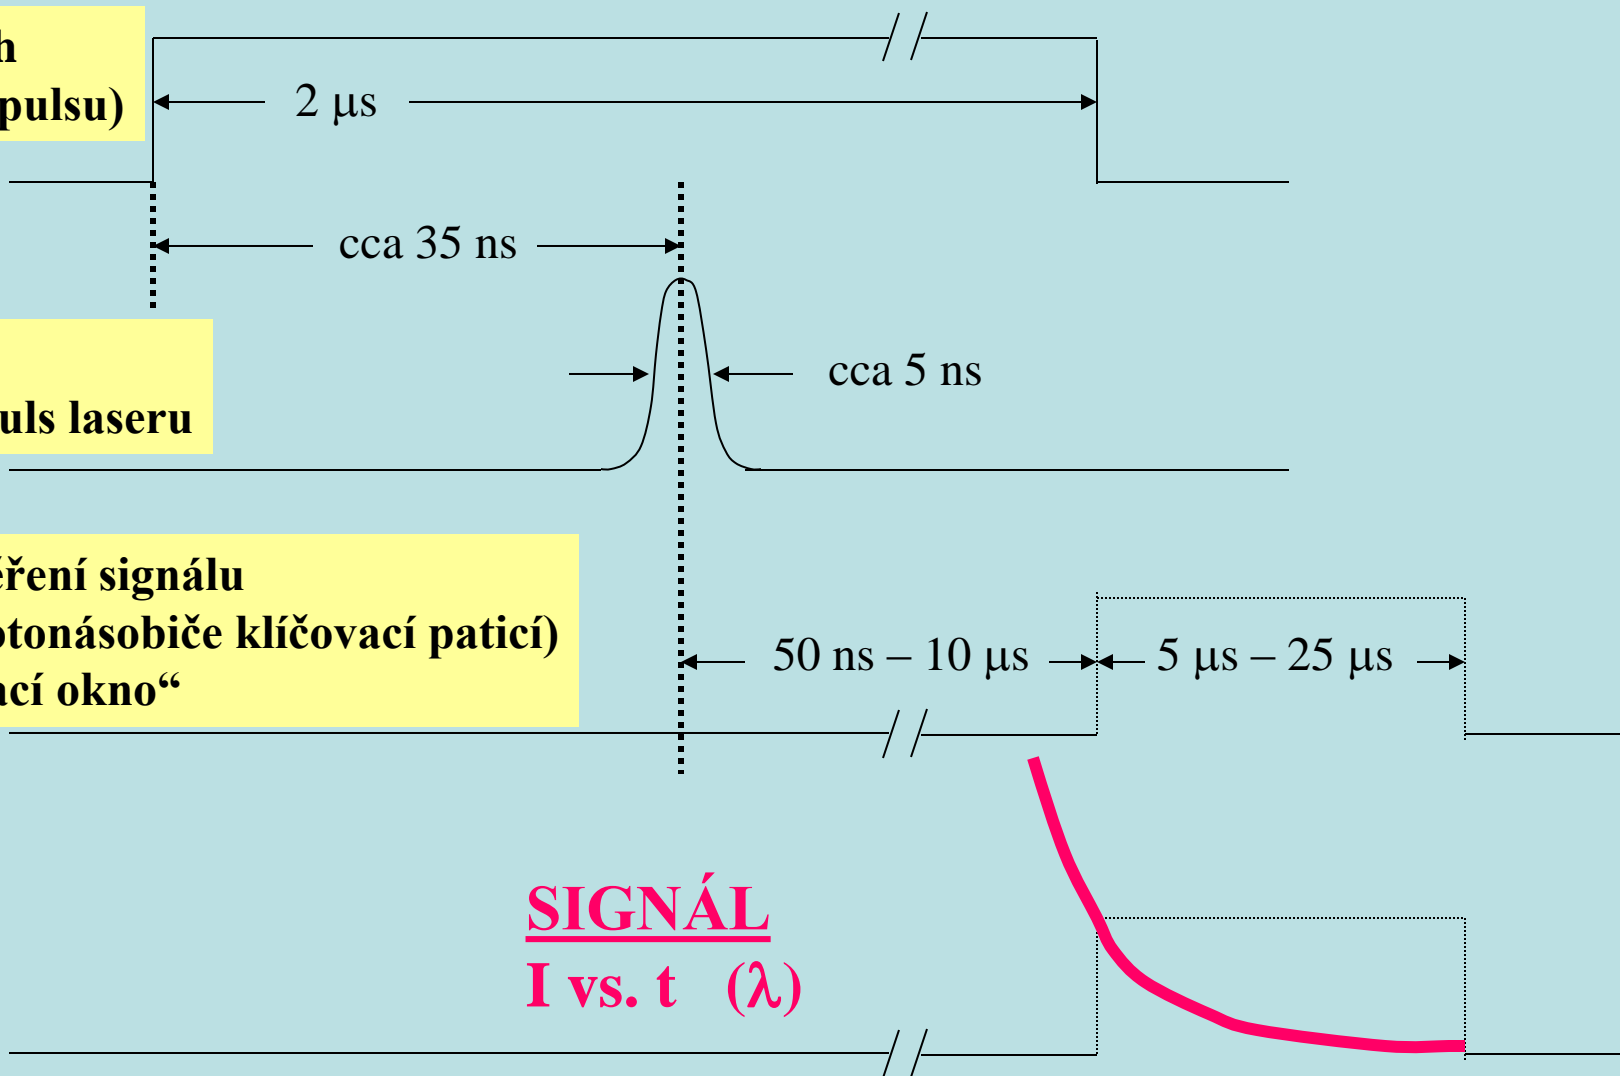 h
pulsu)
2 μs
cca 35 ns
cca 5 ns
uls laseru
ěření signálu
otonásobiče klíčovací paticí)
ací okno“
50 ns – 10 μs
5 μs – 25 μs
SIGNÁL
I vs. t (λ)